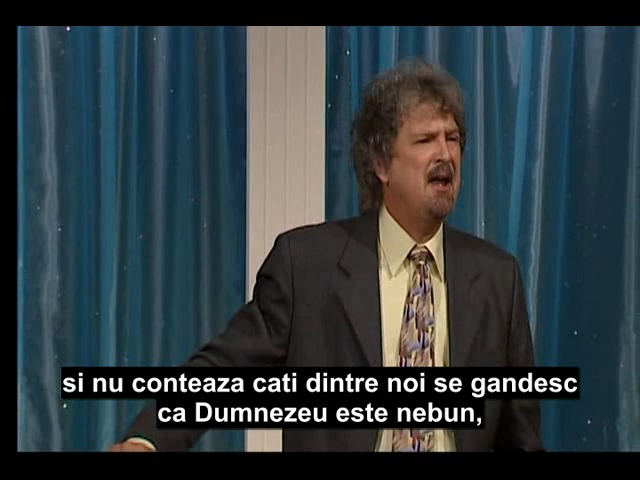 si nu conteaza cati dintre noi se gandesc
ca Dumnezeu este nebun,